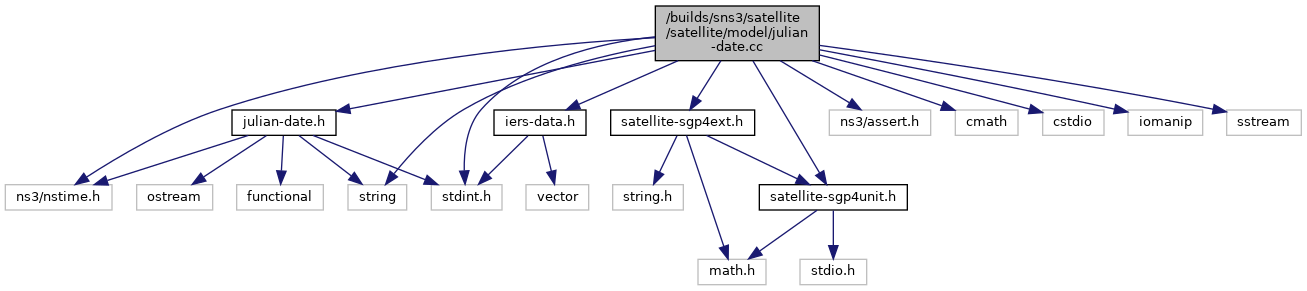 /builds/sns3/satellite
/satellite/model/julian
-date.cc
julian-date.h
iers-data.h
satellite-sgp4ext.h
ns3/assert.h
cmath
cstdio
iomanip
sstream
ns3/nstime.h
ostream
functional
string
stdint.h
vector
string.h
satellite-sgp4unit.h
math.h
stdio.h